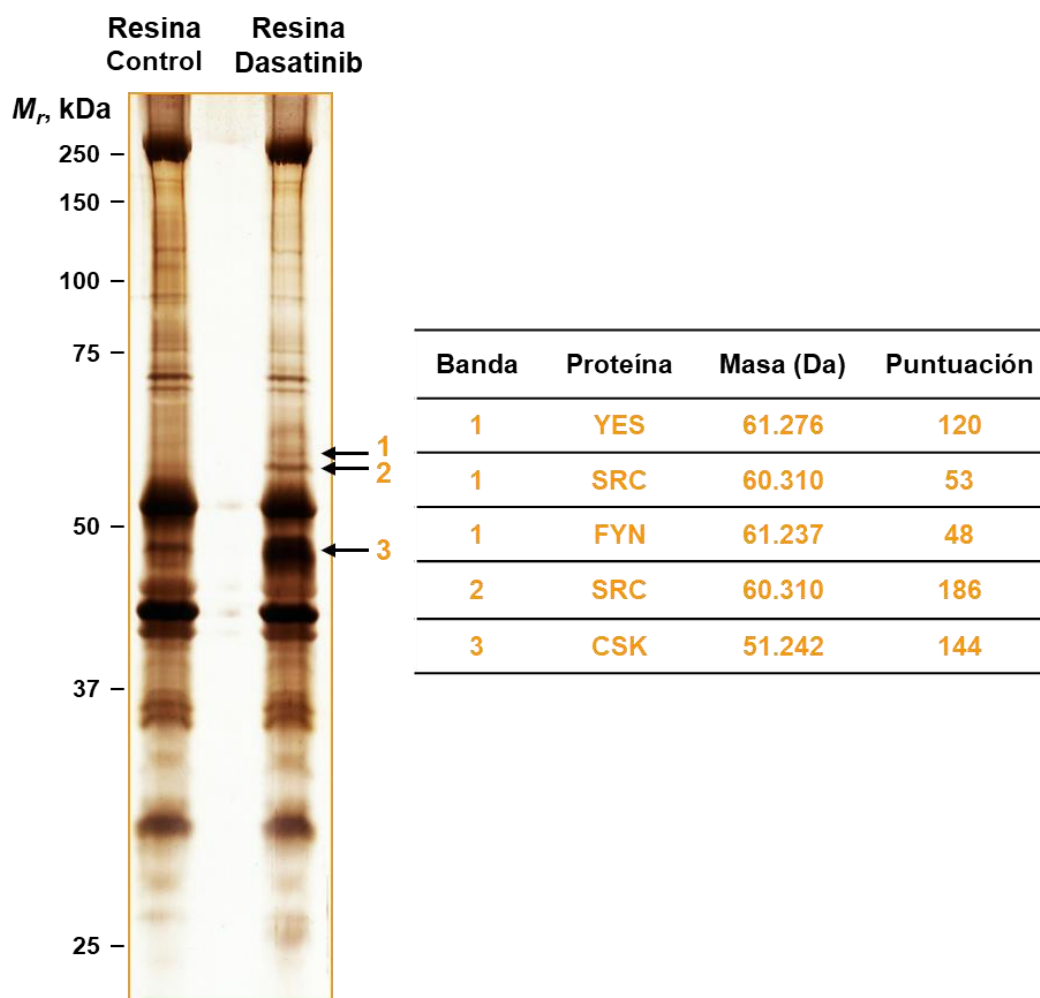 Resina Control
Resina Dasatinib
Mr, kDa
250
150
100
75
50
37
25
1
2
3
Banda Proteína Masa (Da) Puntuación
1 YES 61.276 120
1 SRC 60.310 53
1 FYN 61.237 48
2 SRC 60.310 186
3 CSK 51.242 144